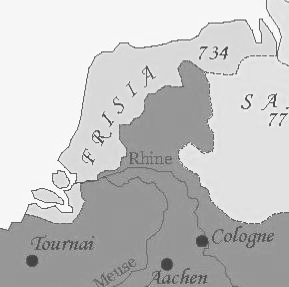 734
FRISIA
SA
77
Rhine
Tournai
Cologne
Meuse
Aachen